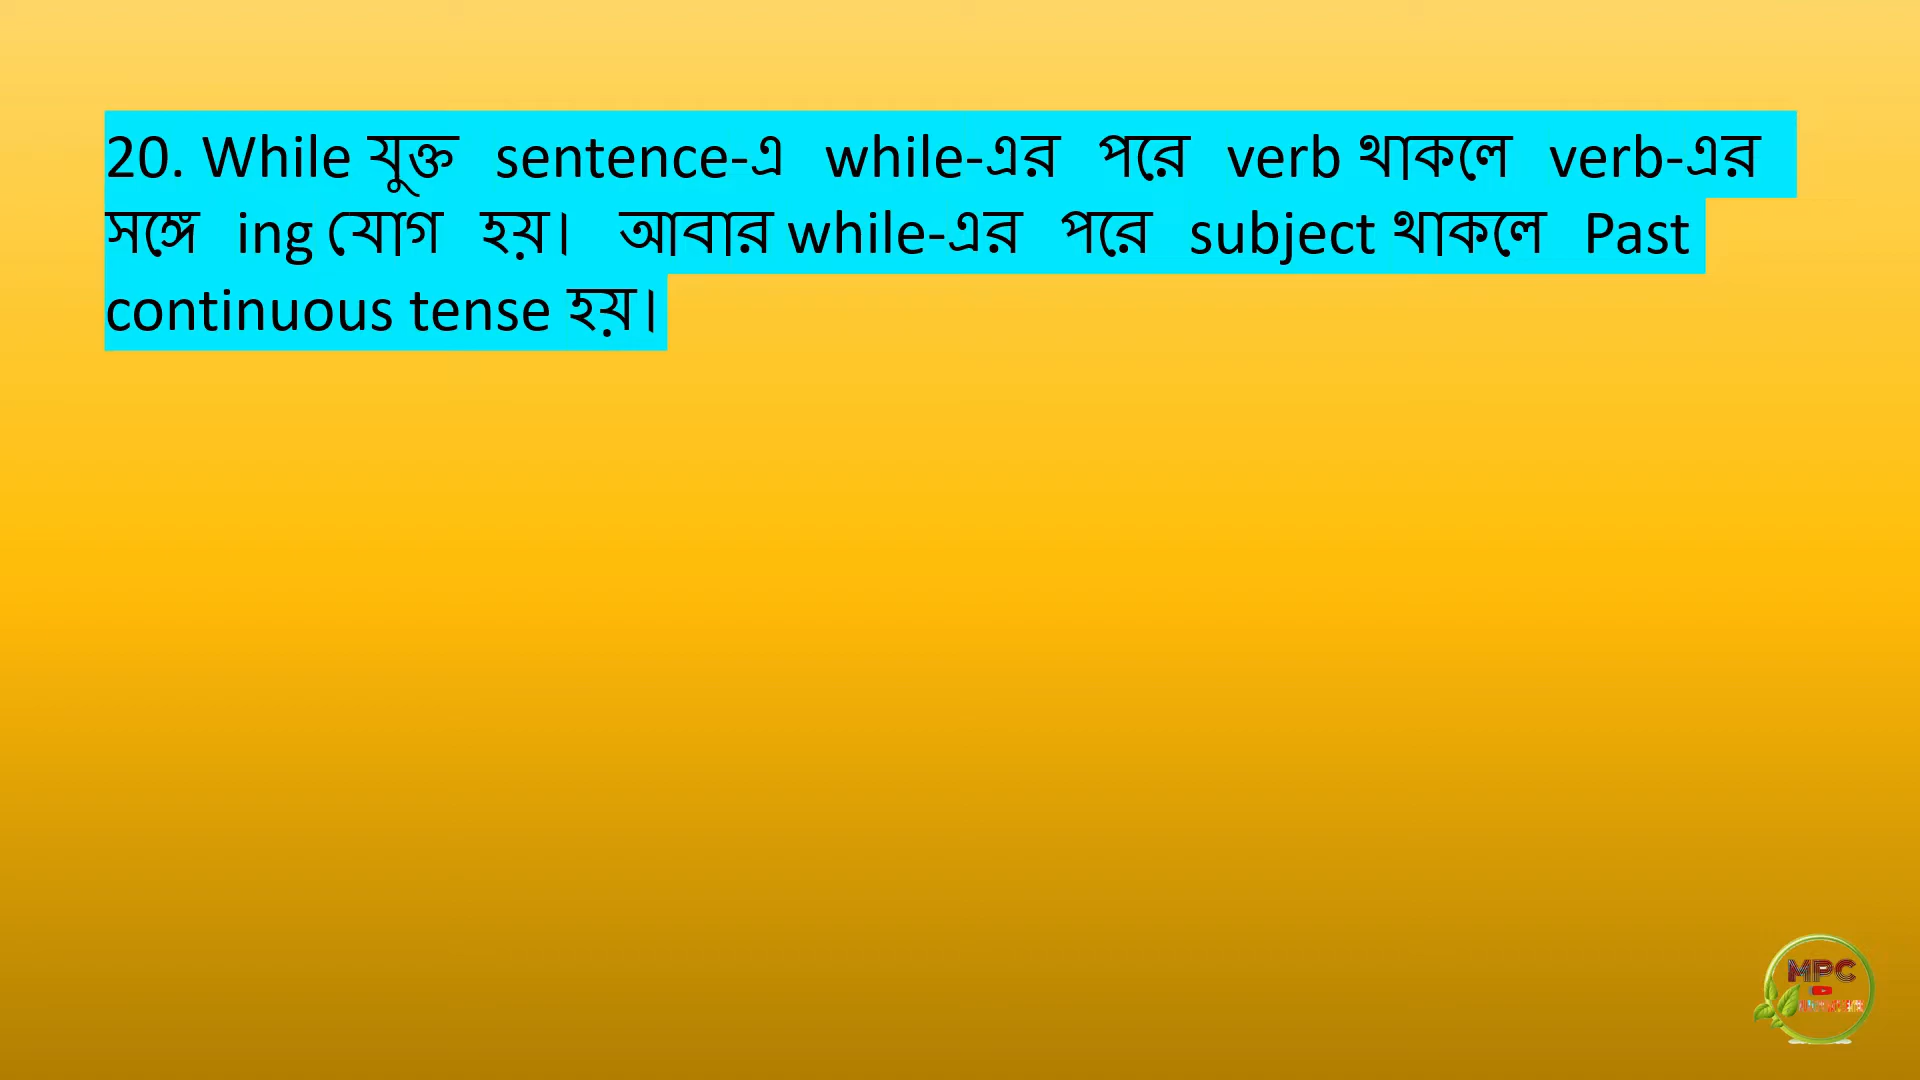 20. While যুক্ত sentence-এ while-এর পরে verb থাকলে verb-এর
সঙ্গে ing যোগ হয়। আবার while-এর পরে subject থাকলে Past
continuous tense হয়।
MPC